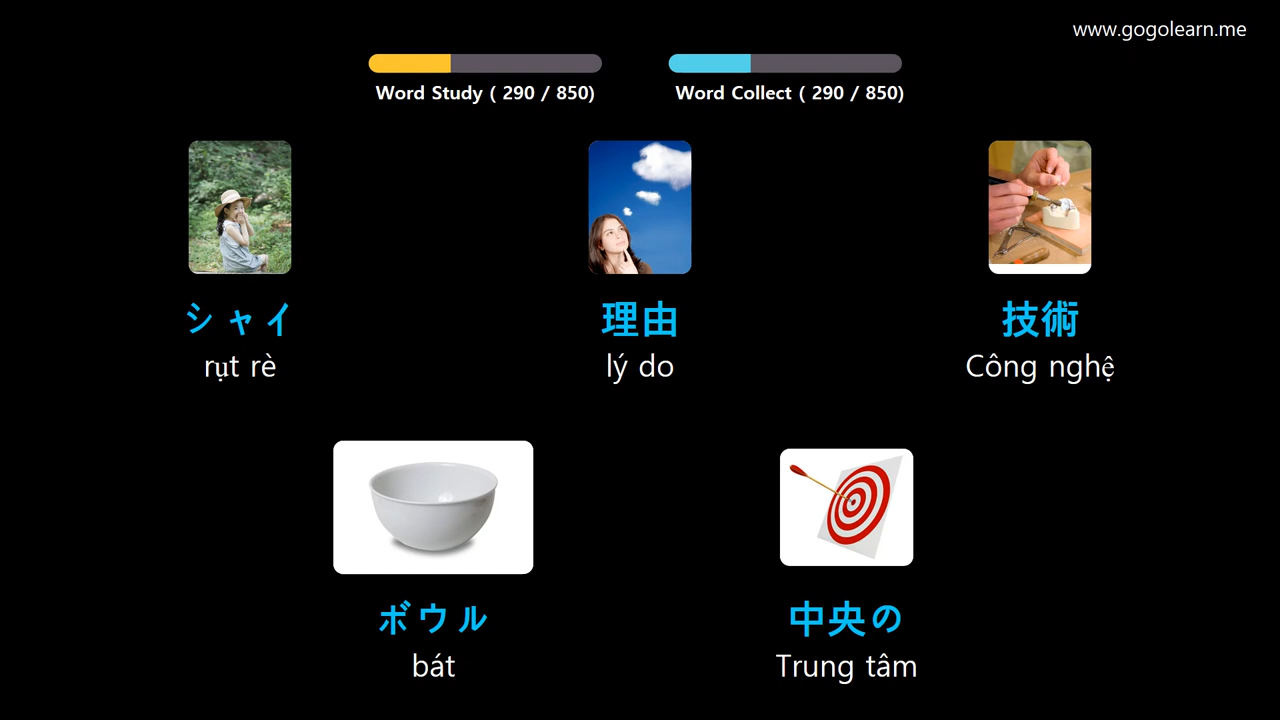 www.gogolearn.me
Word Study ( 290 / 850)
Word Collect ( 290 / 850)
シャイ
rụt rè
理由
lý do
技術
Công nghệ
ボウル
bát
中央の
Trung tâm